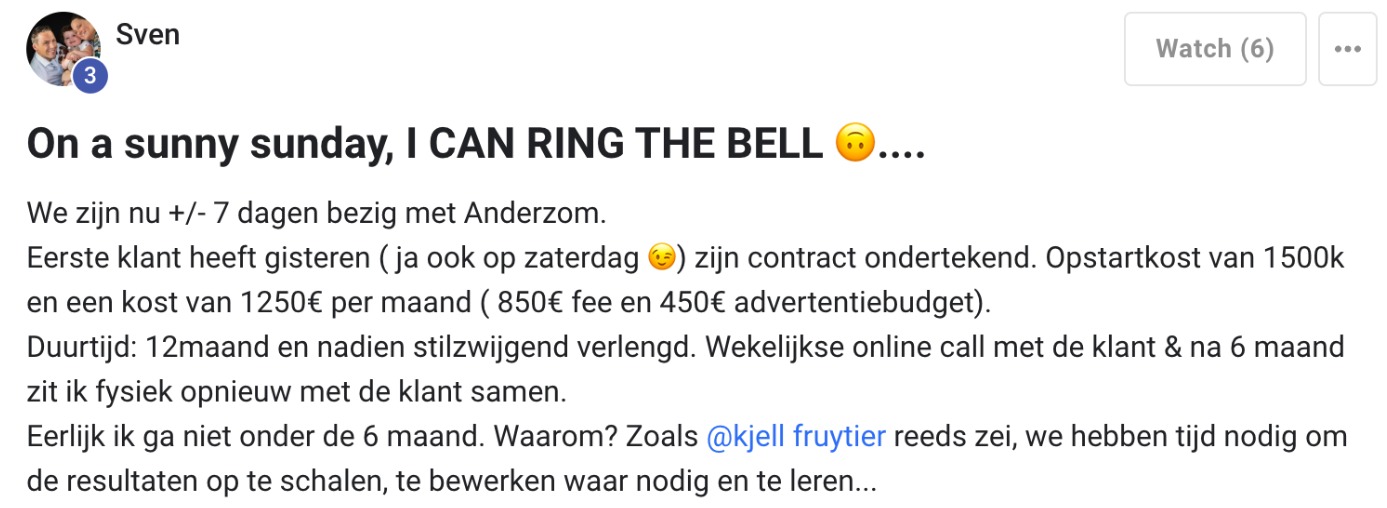 Sven
3
Watch (6)
•••
On a sunny sunday, I CAN RING THE BELL 🙃....
We zijn nu +/- 7 dagen bezig met Anderzom.
Eerste klant heeft gisteren ( ja ook op zaterdag 😉) zijn contract ondertekend. Opstartkost van 1500k
en een kost van 1250€ per maand ( 850€ fee en 450€ advertentiebudget).
Duurtijd: 12maand en nadien stilzwijgend verlengd. Wekelijkse online call met de klant & na 6 maand
zit ik fysiek opnieuw met de klant samen.
Eerlijk ik ga niet onder de 6 maand. Waarom? Zoals @kjell fruytier reeds zei, we hebben tijd nodig om
de resultaten op te schalen, te bewerken waar nodig en te leren...